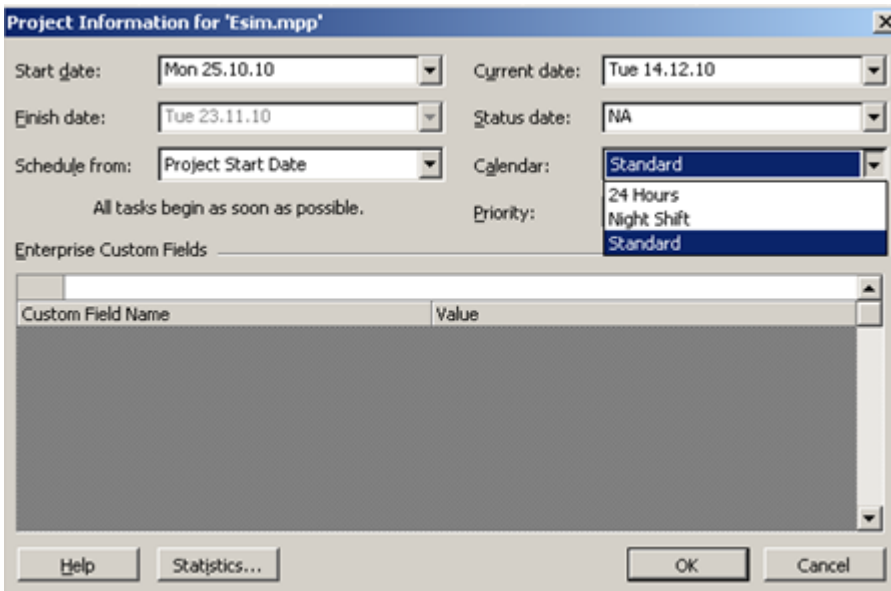 Project Information for 'Esim.mpp'
Start date: Mon 25.10.10 Current date: Tue 14.12.10
Finish date: Tue 23.11.10 Status date: NA
Schedule from: Project Start Date Calendar: Standard
24 Hours
All tasks begin as soon as possible. Priority: Night Shift
Standard
Enterprise Custom Fields
Custom Field Name Value
Help Statistics... OK Cancel